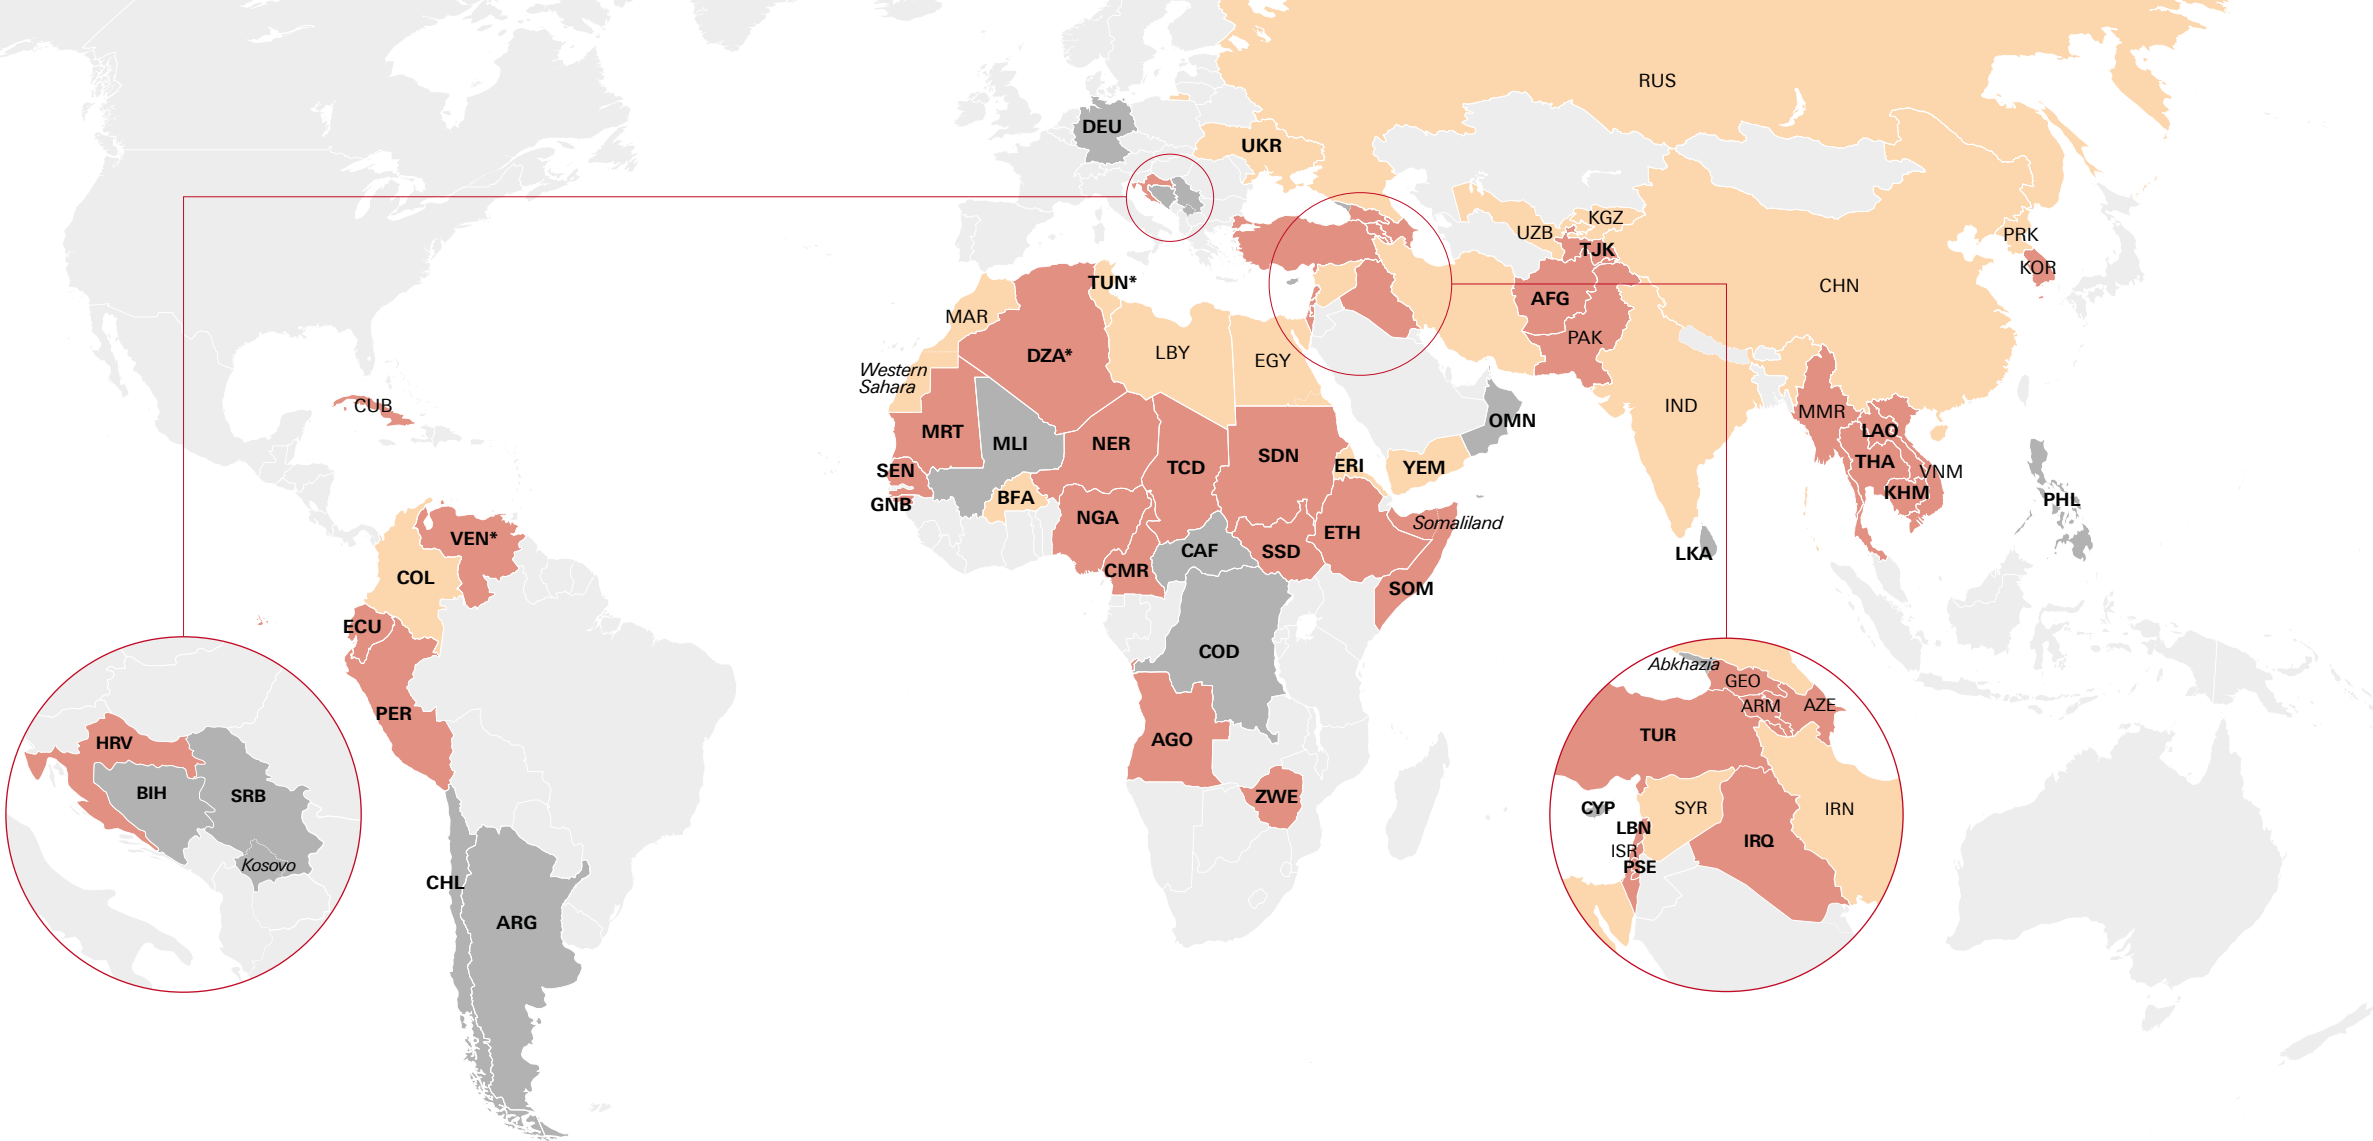 RUS
DEU
UKR
KGZ
UZB
PRK
TJK
KOR
TUN*
CHN
AFG
MAR
PAK
DZA*
LBY
EGY
Western
Sahara
CUB
IND
MMR
OMN
MRT
LAO
MLI
NER
SDN
THA
TCD
ERI
YEM
SEN
VNM
KHM
BFA
PHL
GNB
NGA
Somaliland
ETH
VEN*
CAF
SSD
LKA
CMR
COL
SOM
ECU
COD
Abkhazia
GEO
ARM
AZE
PER
TUR
HRV
AGO
BIH
SRB
ZWE
CYP
SYR
IRN
LBN
IRQ
ISR
PSE
Kosovo
CHL
ARG